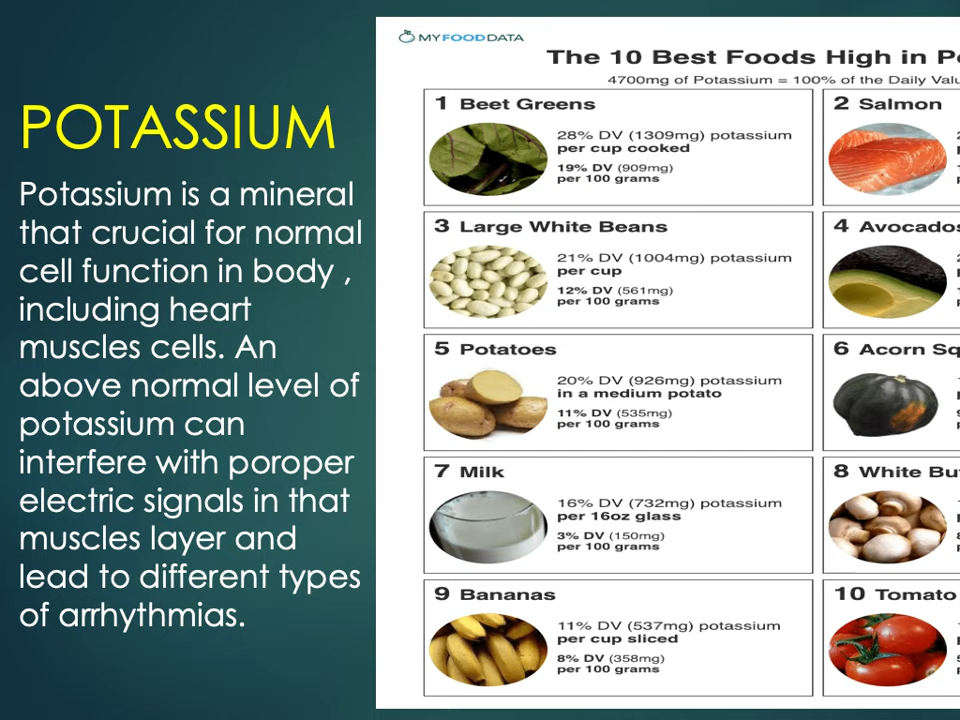 POTASSIUM
Potassium is a mineral
that crucial for normal
cell function in body ,
including heart
muscles cells. An
above normal level of
potassium can
interfere with poroper
electric signals in that
muscles layer and
lead to different types
of arrhythmias.
MYFOODDATA
The 10 Best Foods High in
4700mg of Potassium = 100% of the Daily
1 Beet Greens
28% DV (1309mg) potassium
per cup cooked
19% DV (909mg)
per 100 grams
2 Salmon
3 Large White Beans
21% DV (1004mg) potassium
per cup
12% DV (561mg)
per 100 grams
4 Avocados
5 Potatoes
20% DV (926mg) potassium
in a medium potato
11% DV (535mg)
per 100 grams
6 Acorn
7 Milk
16% DV (732mg) potassium
per 16oz glass
3% DV (150mg)
per 100 grams
8 White
9 Bananas
11% DV (537mg) potassium
per cup sliced
8% DV (358mg)
per 100 grams
10 Tomato